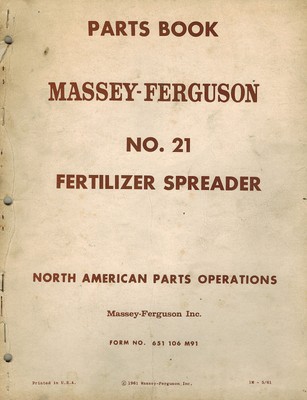 PARTS BOOK
MASSEY-FERGUSON
NO. 21
FERTILIZER SPREADER
NORTH AMERICAN PARTS OPERATIONS
Massey-Ferguson Inc.
FORM NO. 651 106 M91
Printed in U.S.A.
Massey-Ferguson Inc.